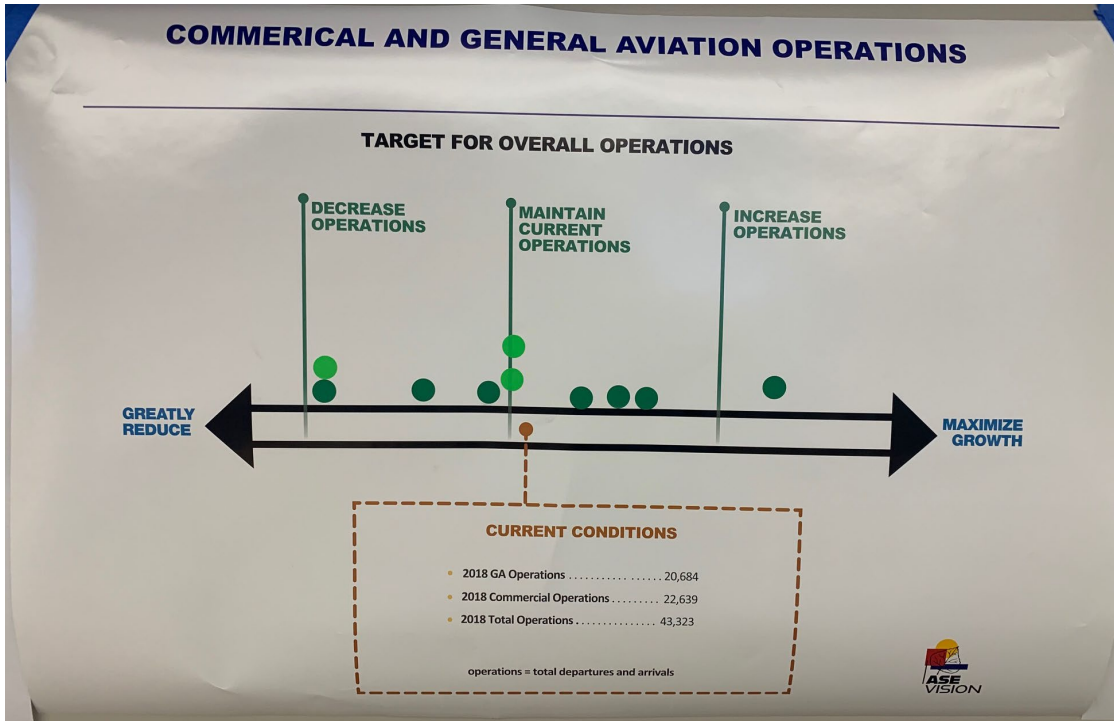 COMMERICAL AND GENERAL AVIATION OPERATIONS
TARGET FOR OVERALL OPERATIONS
DECREASE
OPERATIONS
MAINTAIN
CURRENT
OPERATIONS
INCREASE
OPERATIONS
GREATLY
REDUCE
MAXIMIZE
GROWTH
CURRENT CONDITIONS
• 2018 GA Operations . . . . . . . . . . . . . . . . . 20,684
• 2018 Commercial Operations . . . . . . . . . 22,639
• 2018 Total Operations . . . . . . . . . . . . . . . 43,323
operations = total departures and arrivals
ASE
VISION